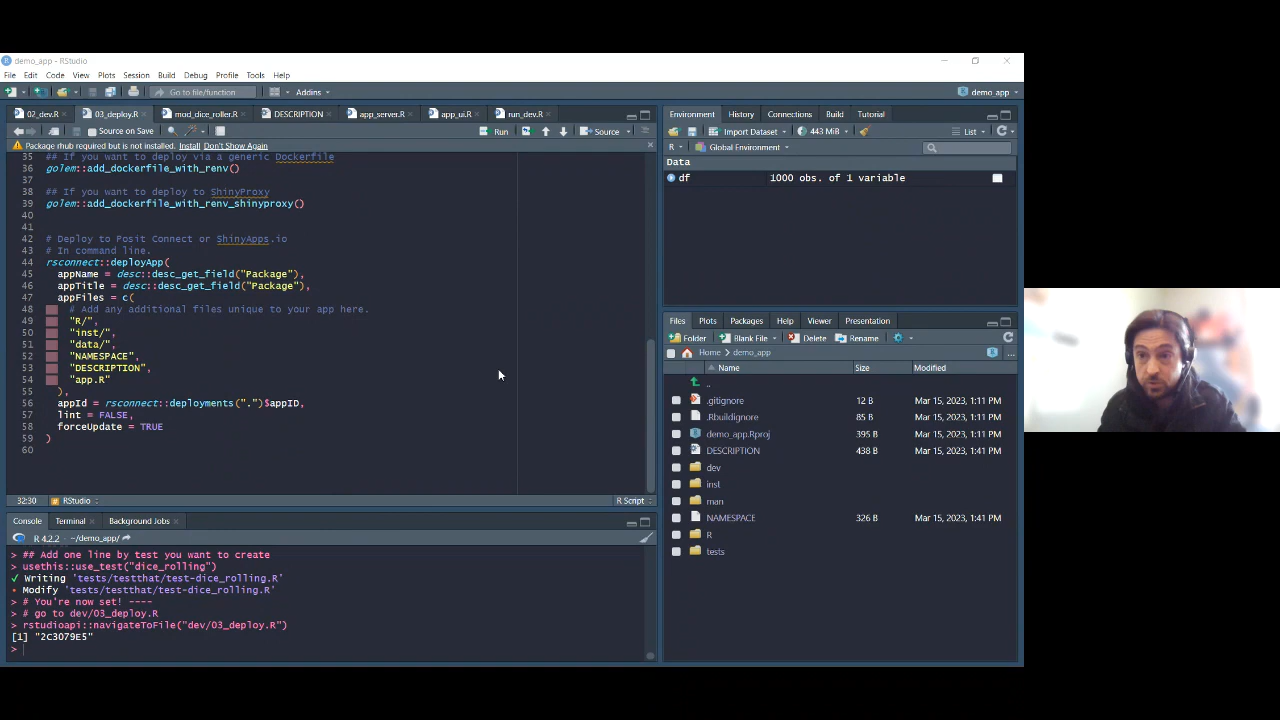 demo_app - RStudio
File Edit Code View Plots Session Build Debug Profile Tools Help
Go to file/function Addins demo_app
02_dev.R 03_deploy.R mod_dice_roller.R DESCRIPTION app_server.R app_ui.R run_dev.R
Source on Save Run Source
Package rhub required but is not installed. Install Don't Show Again
35 ## If you want to deploy via a generic Dockerfile
36 golem::add_dockerfile_with_renv()
37
38 ## If you want to deploy to ShinyProxy
39 golem::add_dockerfile_with_renv_shinyproxy()
40
41
42 # Deploy to Posit Connect or ShinyApps.io
43 # In command line.
44 rsconnect::deployApp(
45 appName = desc::desc_get_field("Package"),
46 appTitle = desc::desc_get_field("Package"),
47 appFiles = c(
48 # Add any additional files unique to your app here.
49 "R/",
50 "inst/",
51 "data/",
52 "NAMESPACE",
53 "DESCRIPTION",
54 "app.R"
55 ),
56 appId = rsconnect::deployments(".")$appID,
57 lint = FALSE,
58 forceUpdate = TRUE
59 )
60
32:30 # RStudio R Script
Console Terminal Background Jobs
R 4.2.2 · ~/demo_app/
> ## Add one line by test you want to create
> usethis::use_test("dice_rolling")
✓ Writing 'tests/testthat/test-dice_rolling.R'
• Modify 'tests/testthat/test-dice_rolling.R'
> # You're now set! ----
> # go to dev/03_deploy.R
> rstudioapi::navigateToFile("dev/03_deploy.R")
[1] "2C3079E5"
>
Environment History Connections Build Tutorial
Import Dataset 443 MiB List
R Global Environment
Data
df 1000 obs. of 1 variable
Files Plots Packages Help Viewer Presentation
Folder Blank File Delete Rename
Home demo_app ...
Name Size Modified
..
.gitignore 12 B Mar 15, 2023, 1:11 PM
.Rbuildignore 85 B Mar 15, 2023, 1:11 PM
demo_app.Rproj 395 B Mar 15, 2023, 1:11 PM
DESCRIPTION 438 B Mar 15, 2023, 1:41 PM
dev
inst
man
NAMESPACE 326 B Mar 15, 2023, 1:41 PM
R
tests